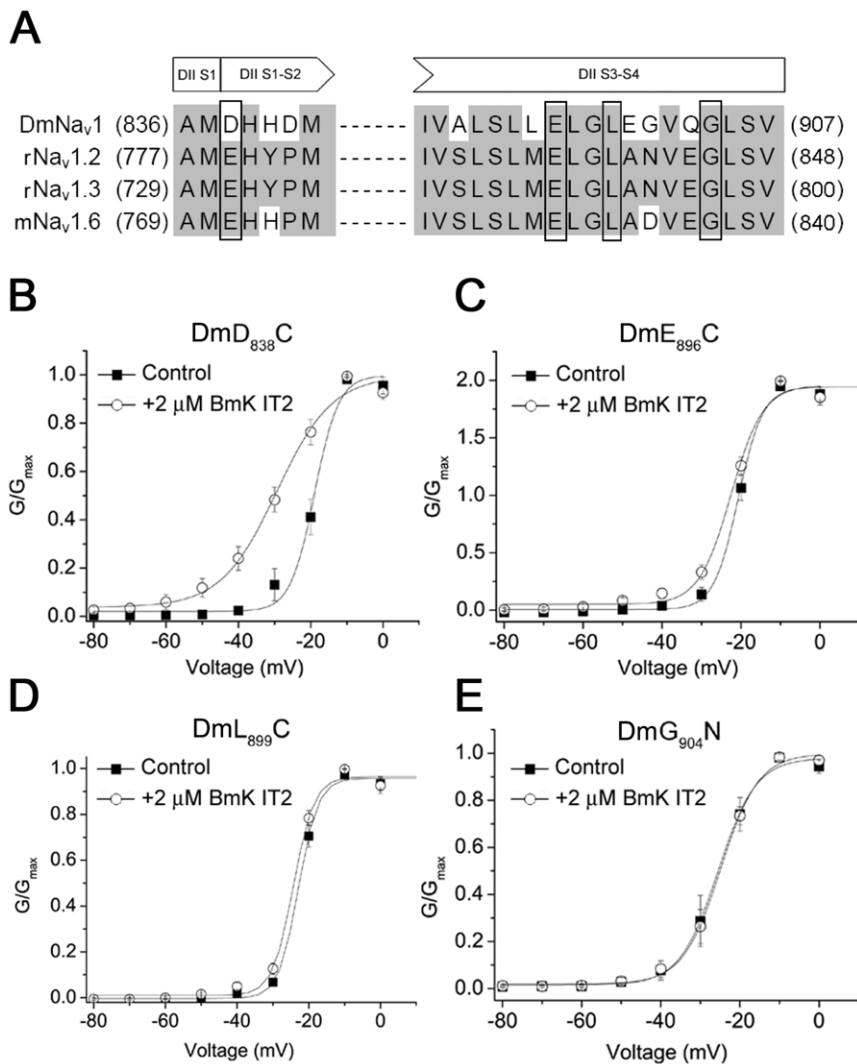 A
DII S1 DII S1-S2 DII S3-S4
DmNav1 (836) A M D H H D M ------ I V A L S L L E L G L E G V Q G L S V (907)
rNav1.2 (777) A M E H Y P M ------ I V S L S L M E L G L A N V E G L S V (848)
rNav1.3 (729) A M E H Y P M ------ I V S L S L M E L G L A N V E G L S V (800)
mNav1.6 (769) A M E H H P M ------ I V S L S L M E L G L A D V E G L S V (840)
B
DmD838C
Control
+2 μM BmK IT2
G/Gmax
1.0
0.8
0.6
0.4
0.2
0.0
-80 -60 -40 -20 0
Voltage (mV)
C
DmE896C
Control
+2 μM BmK IT2
G/Gmax
2.0
1.5
1.0
0.5
0.0
-80 -60 -40 -20 0
Voltage (mV)
D
DmL899C
Control
+2 μM BmK IT2
G/Gmax
1.0
0.8
0.6
0.4
0.2
0.0
-80 -60 -40 -20 0
Voltage (mV)
E
DmG904N
Control
+2 μM BmK IT2
G/Gmax
1.0
0.8
0.6
0.4
0.2
0.0
-80 -60 -40 -20 0
Voltage (mV)